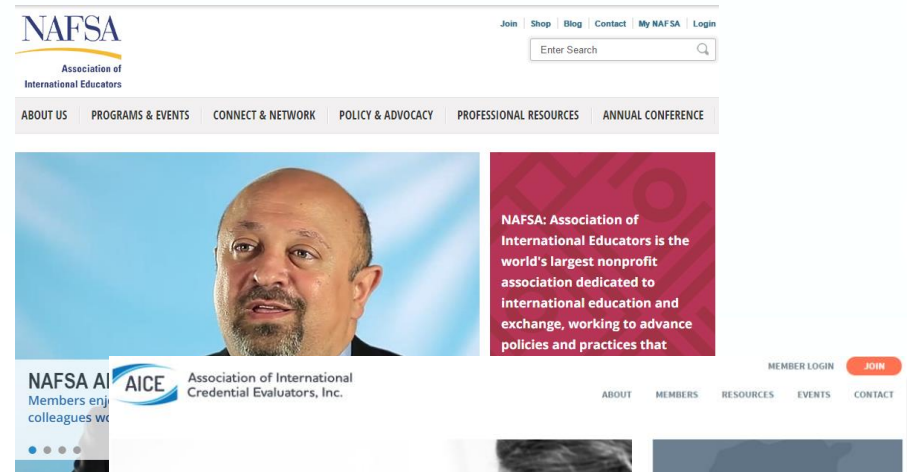 NAFSA
Association of
International Educators
Join Shop Blog Contact My NAFSA Login
Enter Search
ABOUT US PROGRAMS & EVENTS CONNECT & NETWORK POLICY & ADVOCACY PROFESSIONAL RESOURCES ANNUAL CONFERENCE
NAFSA: Association of
International Educators is the
world's largest nonprofit
association dedicated to
international education and
exchange, working to advance
policies and practices that
NAFSA
Members
colleagues
AICE
Association of International
Credential Evaluators, Inc.
MEMBER LOGIN JOIN
ABOUT MEMBERS RESOURCES EVENTS CONTACT